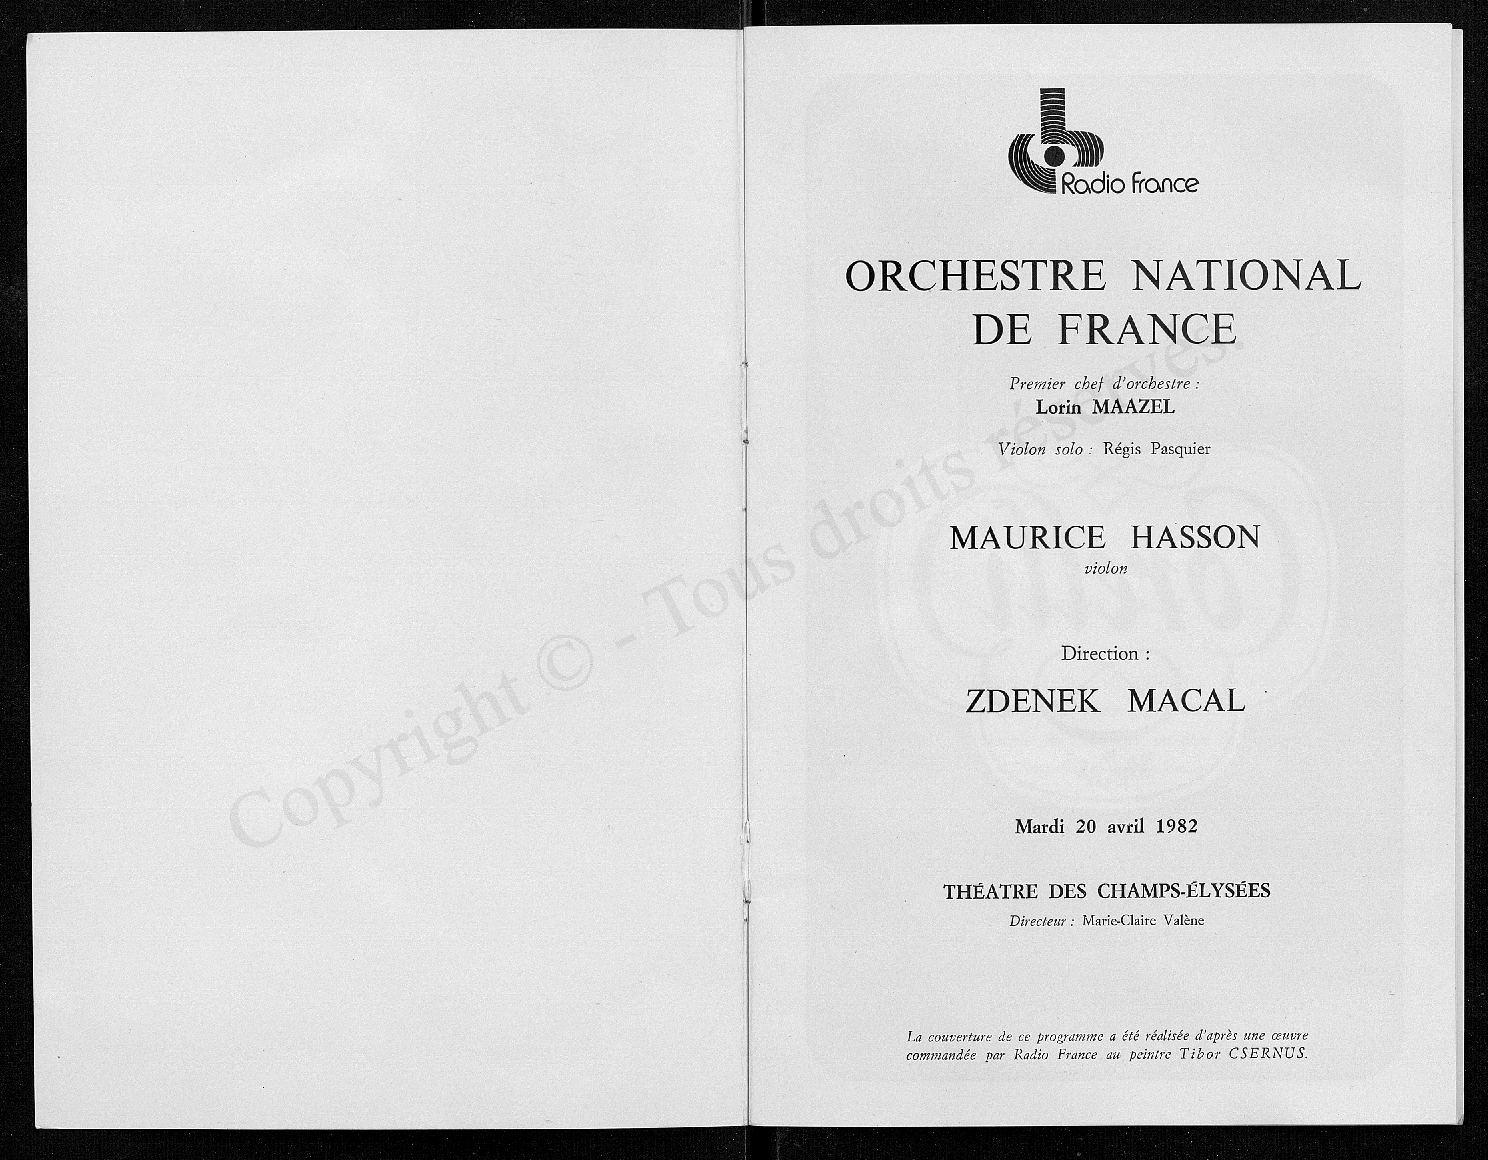 Radio France
ORCHESTRE NATIONAL
DE FRANCE
Premier chef d'orchestre :
Lorin MAAZEL
Violon solo : Régis Pasquier
MAURICE HASSON
violon
Direction :
ZDENEK MACAL
Mardi 20 avril 1982
THÉATRE DES CHAMPS-ÉLYSÉES
Directeur : Marie-Claire Valène
La couverture de ce programme a été réalisée d'après une œuvre
commandée par Radio France au peintre Tibor CSERNUS.
Copyright © - Tous droits réservés.